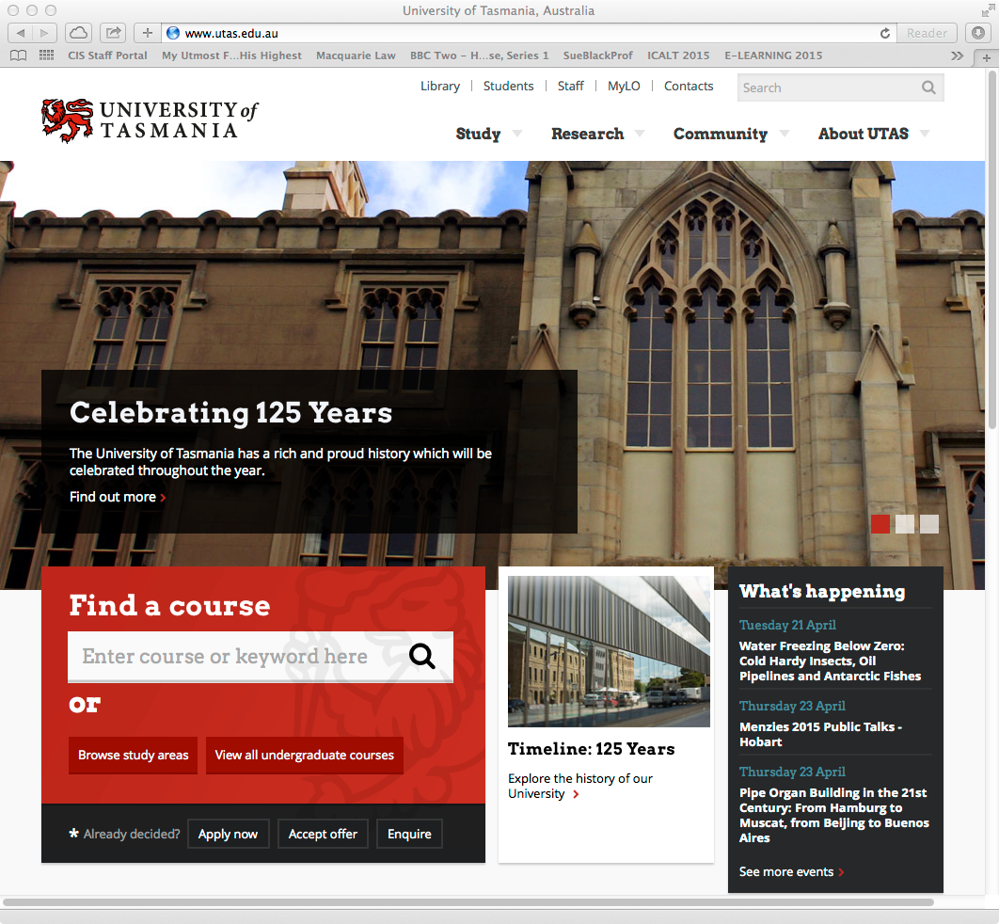 University of Tasmania, Australia
www.utas.edu.au
Reader
CIS Staff Portal My Utmost F...His Highest Macquarie Law BBC Two - H...se, Series 1 SueBlackProf ICALT 2015 E-LEARNING 2015
Library Students Staff MyLO Contacts Search
UNIVERSITY of
TASMANIA
Study Research Community About UTAS
Celebrating 125 Years
The University of Tasmania has a rich and proud history which will be
celebrated throughout the year.
Find out more
Find a course
Enter course or keyword here
or
Browse study areas View all undergraduate courses
* Already decided? Apply now Accept offer Enquire
Timeline: 125 Years
Explore the history of our
University
What's happening
Tuesday 21 April
Water Freezing Below Zero:
Cold Hardy Insects, Oil
Pipelines and Antarctic Fishes
Thursday 23 April
Menzies 2015 Public Talks -
Hobart
Thursday 23 April
Pipe Organ Building in the 21st
Century: From Hamburg to
Muscat, from Beijing to Buenos
Aires
See more events